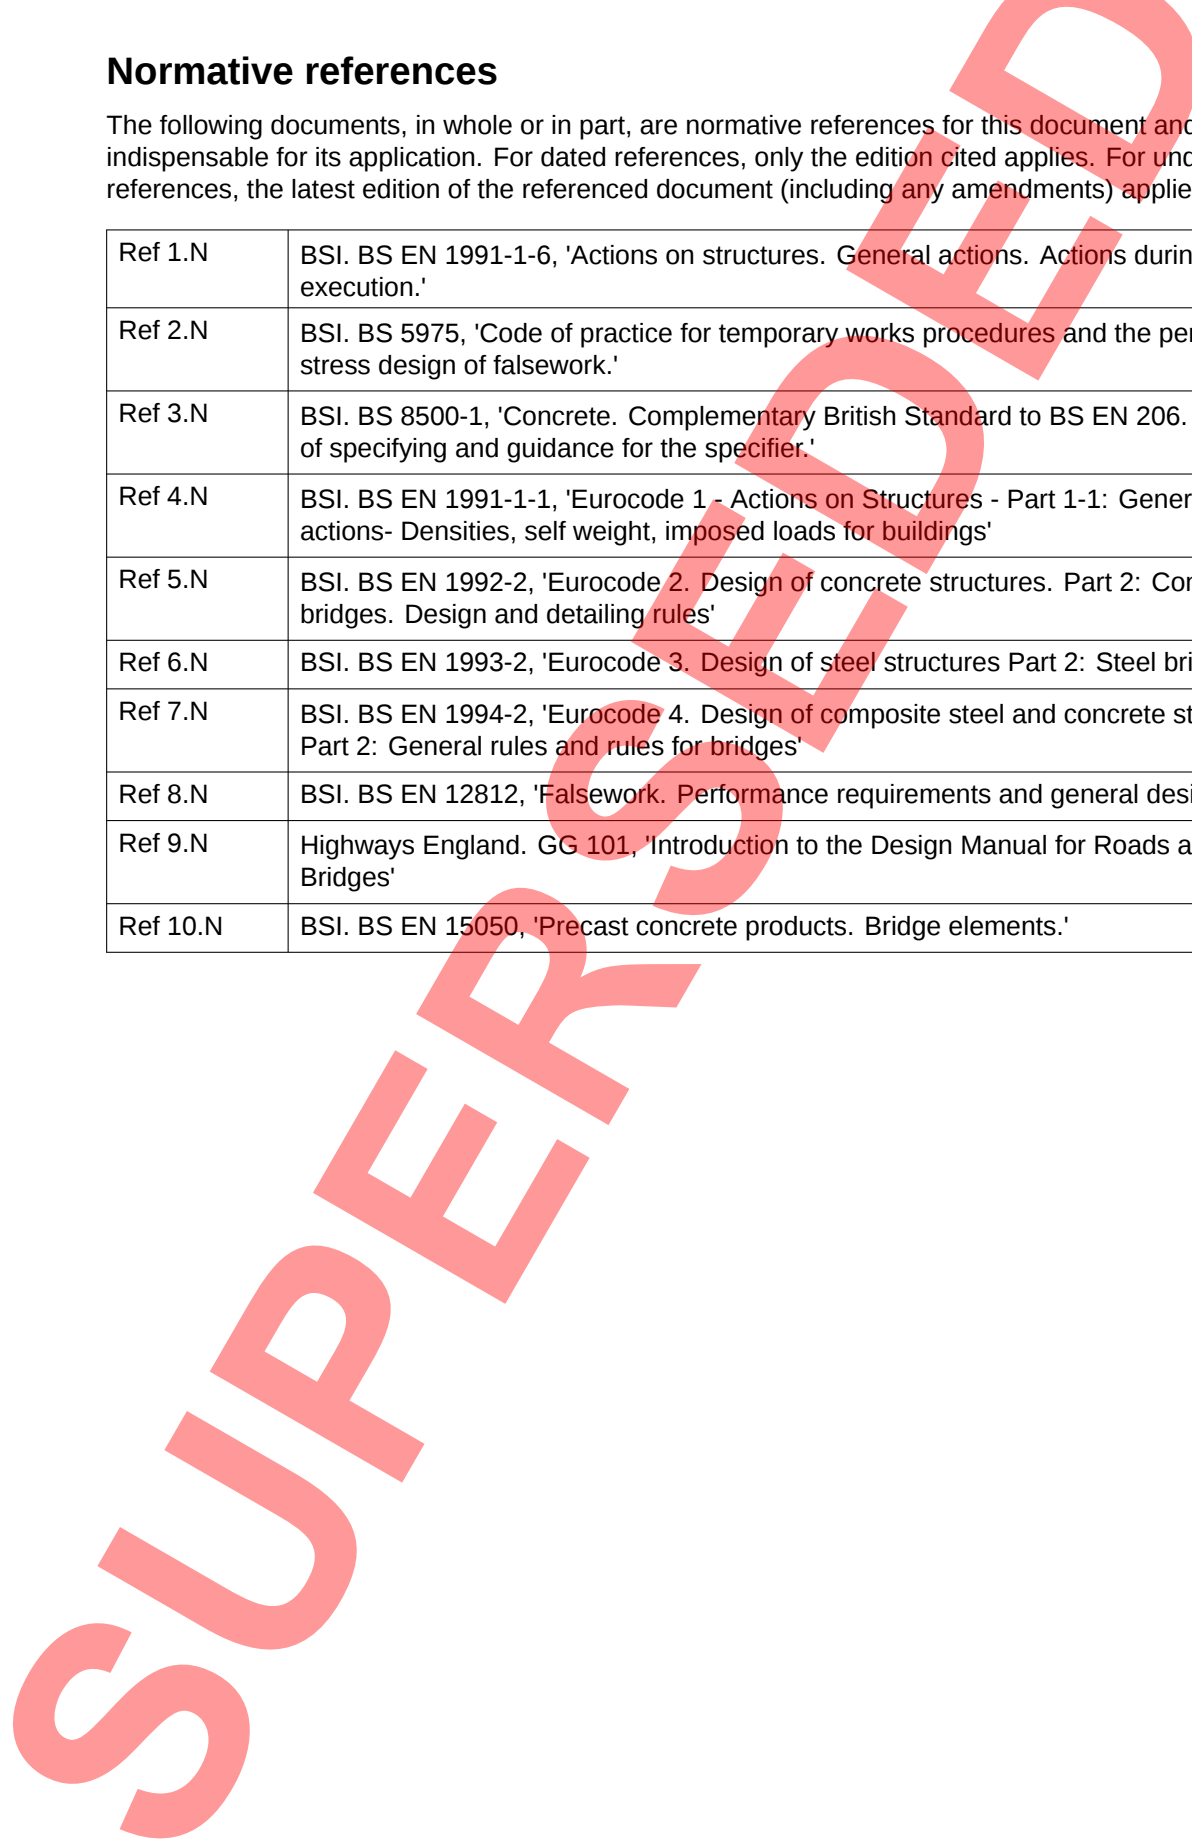 Normative references
The following documents, in whole or in part, are normative references for this document and
indispensable for its application. For dated references, only the edition cited applies. For
references, the latest edition of the referenced document (including any amendments)
Ref 1.N
BSI. BS EN 1991-1-6, 'Actions on structures. General actions. Actions
execution.'
Ref 2.N
BSI. BS 5975, 'Code of practice for temporary works procedures and the
stress design of falsework.'
Ref 3.N
BSI. BS 8500-1, 'Concrete. Complementary British Standard to BS EN 206.
of specifying and guidance for the specifier.'
Ref 4.N
BSI. BS EN 1991-1-1, 'Eurocode 1 - Actions on Structures - Part 1-1:
actions- Densities, self weight, imposed loads for buildings'
Ref 5.N
BSI. BS EN 1992-2, 'Eurocode 2. Design of concrete structures. Part 2:
bridges. Design and detailing rules'
Ref 6.N
BSI. BS EN 1993-2, 'Eurocode 3. Design of steel structures Part 2: Steel
Ref 7.N
BSI. BS EN 1994-2, 'Eurocode 4. Design of composite steel and concrete
Part 2: General rules and rules for bridges'
Ref 8.N
BSI. BS EN 12812, 'Falsework. Performance requirements and general
Ref 9.N
Highways England. GG 101, 'Introduction to the Design Manual for Roads
Bridges'
Ref 10.N
BSI. BS EN 15050, 'Precast concrete products. Bridge elements.'
SUPERSEDED